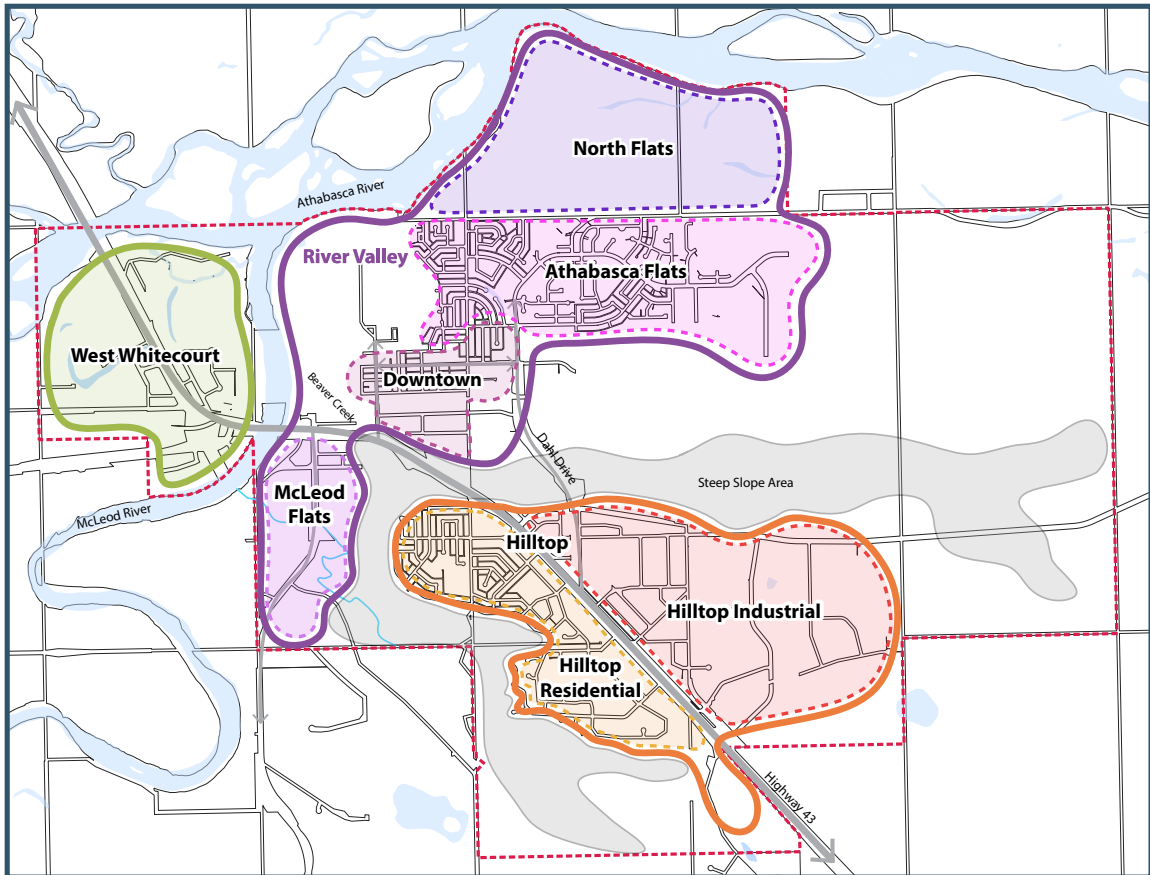 North Flats
Athabasca River
River Valley
Athabasca Flats
West Whitecourt
Downtown
Beaver Creek
Dahl Drive
Steep Slope Area
McLeod
Flats
McLeod River
Hilltop
Hilltop Industrial
Hilltop
Residential
Highway 43